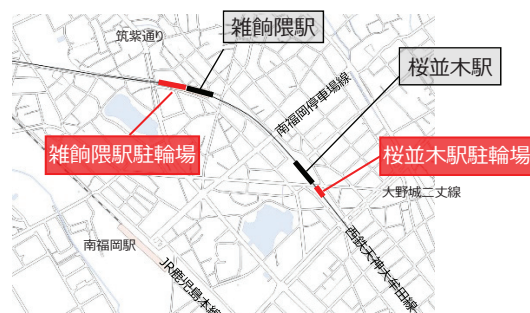 筑紫通り
雑餉隈駅
桜並木駅
南福岡停車場線
雑餉隈駅駐輪場
桜並木駅駐輪場
大野城二丈線
南福岡駅
西鉄天神大牟田線
JR鹿児島本線